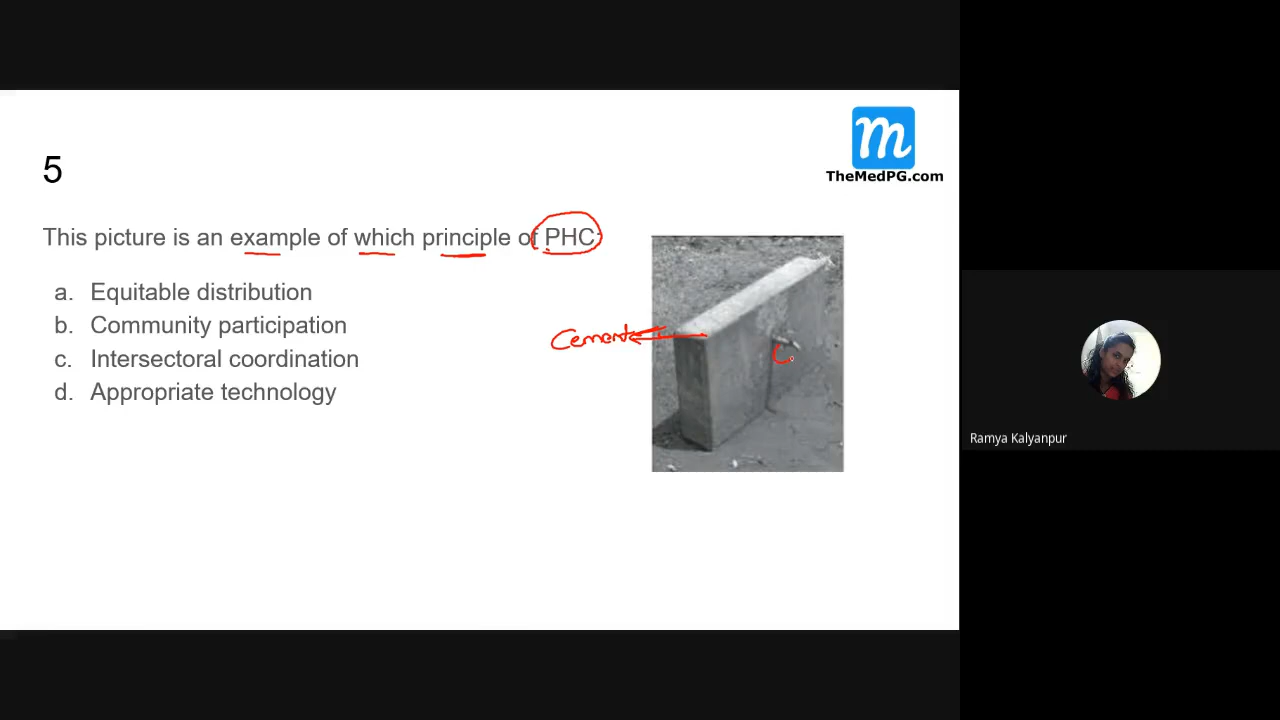 TheMedPG.com
5
This picture is an example of which principle of PHC:
a. Equitable distribution
b. Community participation
c. Intersectoral coordination
d. Appropriate technology
Cement
Ramya Kalyanpur